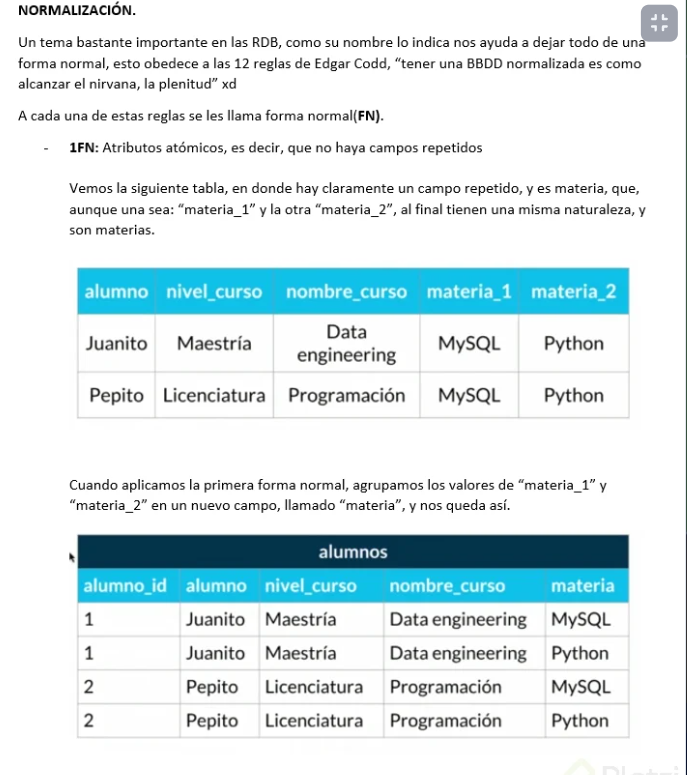 NORMALIZACIÓN.
Un tema bastante importante en las RDB, como su nombre lo indica nos ayuda a dejar todo de una
forma normal, esto obedece a las 12 reglas de Edgar Codd, “tener una BBDD normalizada es como
alcanzar el nirvana, la plenitud” xd
A cada una de estas reglas se les llama forma normal(FN).
- 1FN: Atributos atómicos, es decir, que no haya campos repetidos
Vemos la siguiente tabla, en donde hay claramente un campo repetido, y es materia, que,
aunque una sea: “materia_1” y la otra “materia_2”, al final tienen una misma naturaleza, y
son materias.
alumno nivel_curso nombre_curso materia_1 materia_2
Juanito Maestría Data engineering MySQL Python
Pepito Licenciatura Programación MySQL Python
Cuando aplicamos la primera forma normal, agrupamos los valores de “materia_1” y
“materia_2” en un nuevo campo, llamado “materia”, y nos queda así.
alumnos
alumno_id alumno nivel_curso nombre_curso materia
1 Juanito Maestría Data engineering MySQL
1 Juanito Maestría Data engineering Python
2 Pepito Licenciatura Programación MySQL
2 Pepito Licenciatura Programación Python